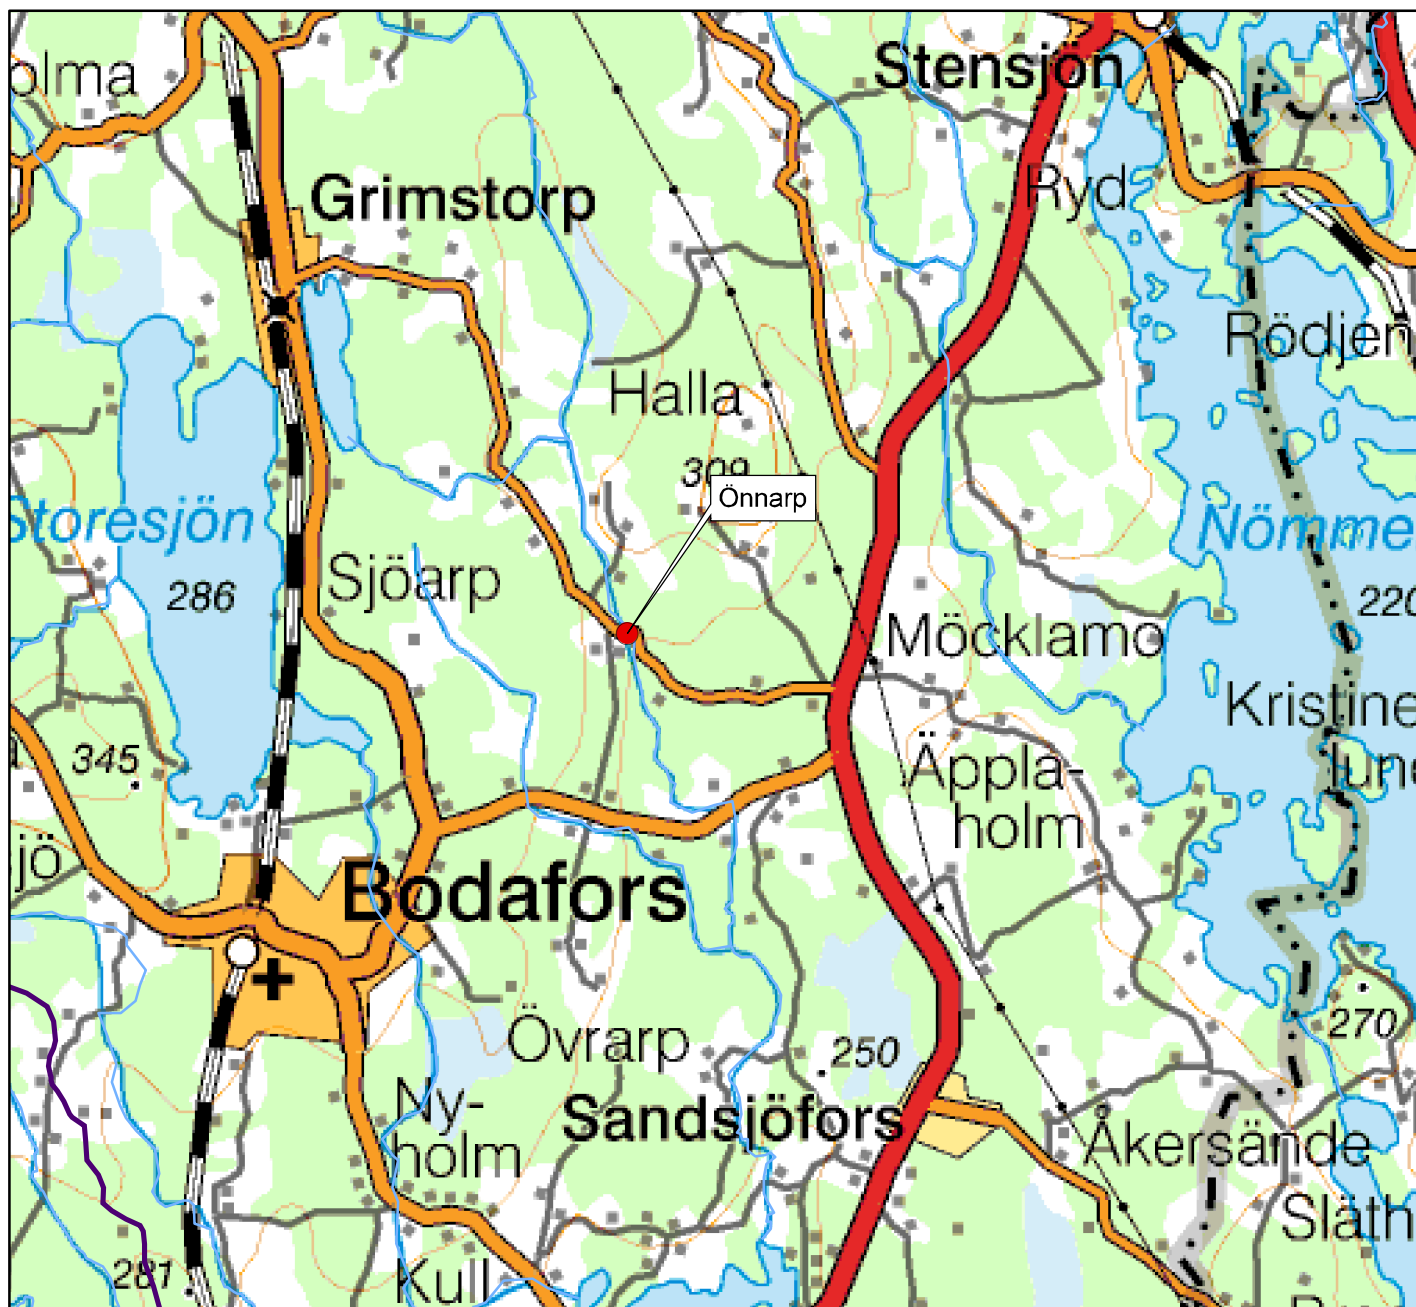 Stensjön
olma
Ryd
Grimstorp
Rödjen
Halla
309
Önnarp
Storesjön
Nömme
Sjöarp
286
220
Möcklamo
Kristine
lund
345
Äppla-
holm
sjö
Bodafors
270
Övrarp
250
Ny-
holm
Sandsjöfors
Åkersände
Släth
281
Kull